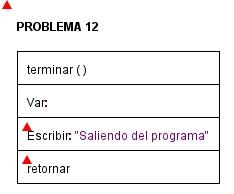 PROBLEMA 12
terminar ( )
Var:
Escribir: "Saliendo del programa"
retornar